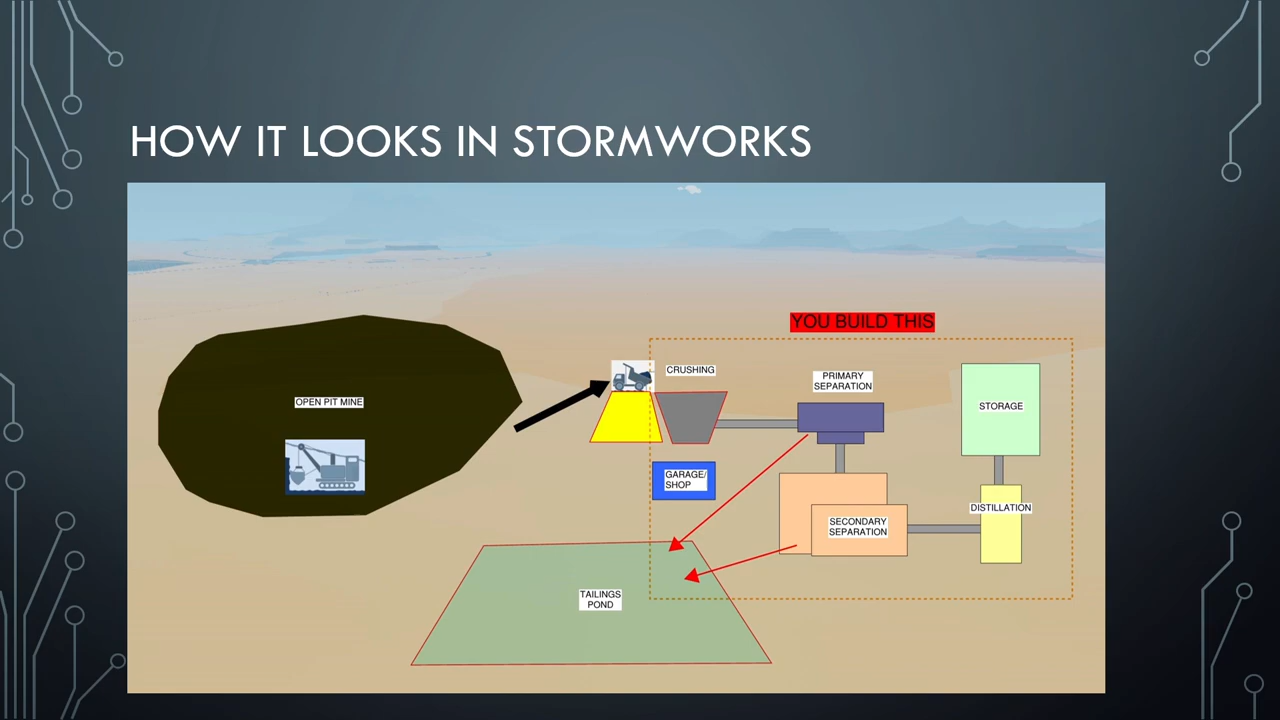 HOW IT LOOKS IN STORMWORKS
YOU BUILD THIS
CRUSHING
PRIMARY
SEPARATION
OPEN PIT MINE
STORAGE
GARAGE/
SHOP
DISTILLATION
SECONDARY
SEPARATION
TAILINGS
POND